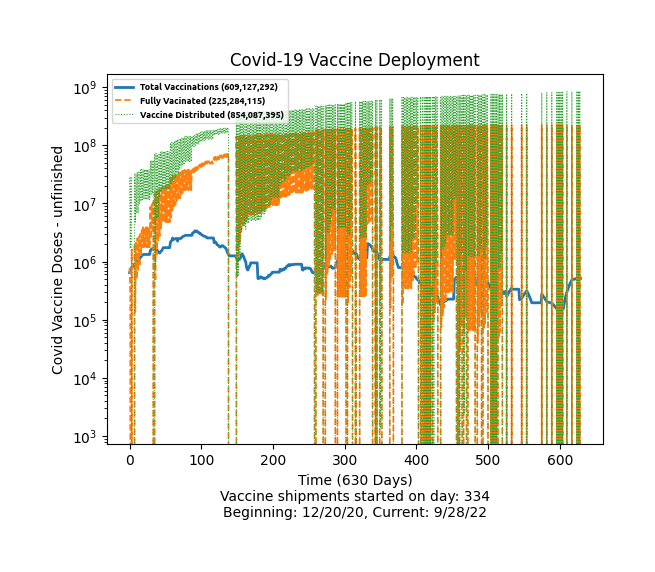 Covid-19 Vaccine Deployment
Total Vaccinations (609,127,292)
Fully Vacinated (225,284,115)
Vaccine Distributed (854,087,395)
Covid Vaccine Doses - unfinished
10⁹
10⁸
10⁷
10⁶
10⁵
10⁴
10³
0 100 200 300 400 500 600
Time (630 Days)
Vaccine shipments started on day: 334
Beginning: 12/20/20, Current: 9/28/22